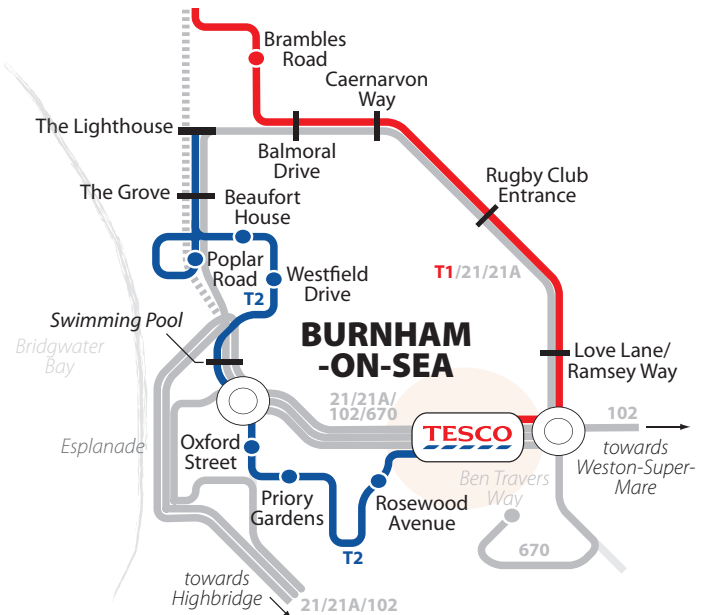 Brambles
Road
Caernarvon
Way
The Lighthouse
Balmoral
Drive
Rugby Club
Entrance
The Grove
Beaufort
House
Poplar
Road
Westfield
Drive
T1/21/21A
T2
Swimming Pool
BURNHAM
-ON-SEA
Bridgwater
Bay
Love Lane/
Ramsey Way
21/21A/
102/670
102
TESCO
towards
Weston-Super-
Mare
Esplanade
Oxford
Street
Ben Travers
Way
Priory
Gardens
Rosewood
Avenue
T2
670
towards
Highbridge
21/21A/102